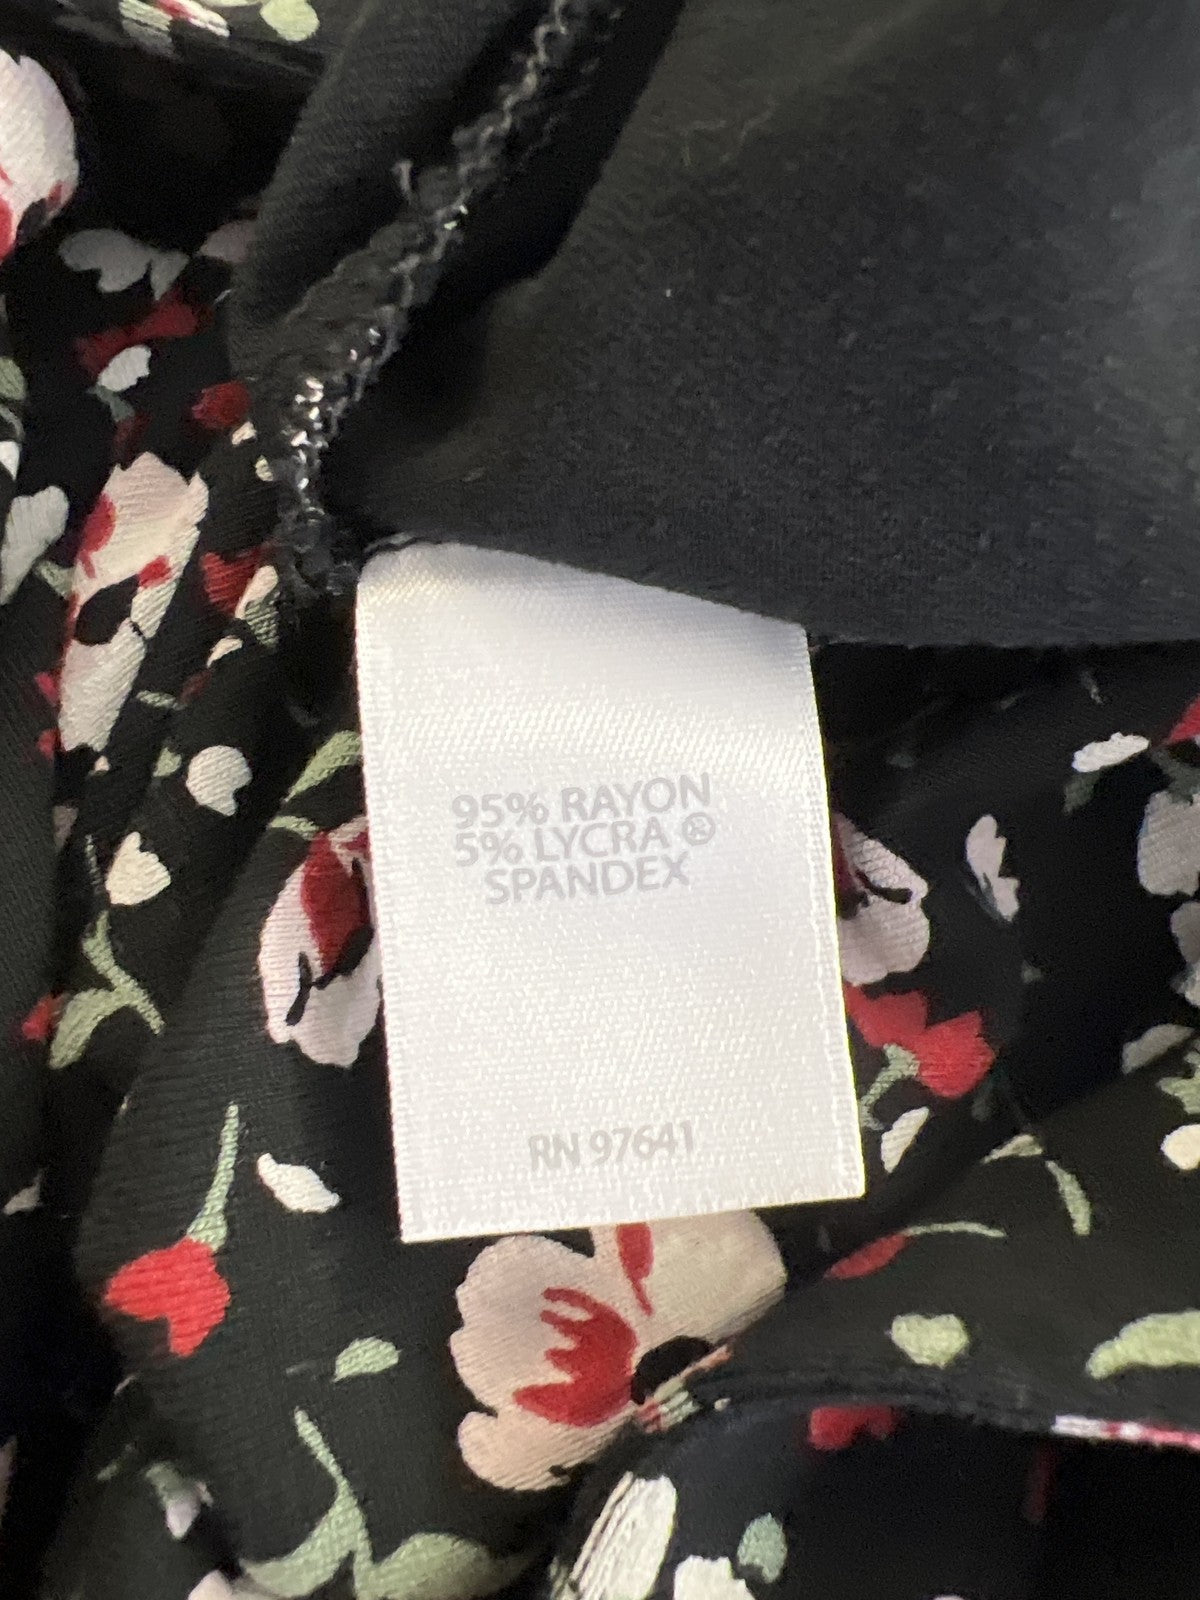 95% RAYON
5% LYCRA ®
SPANDEX
RN 97641